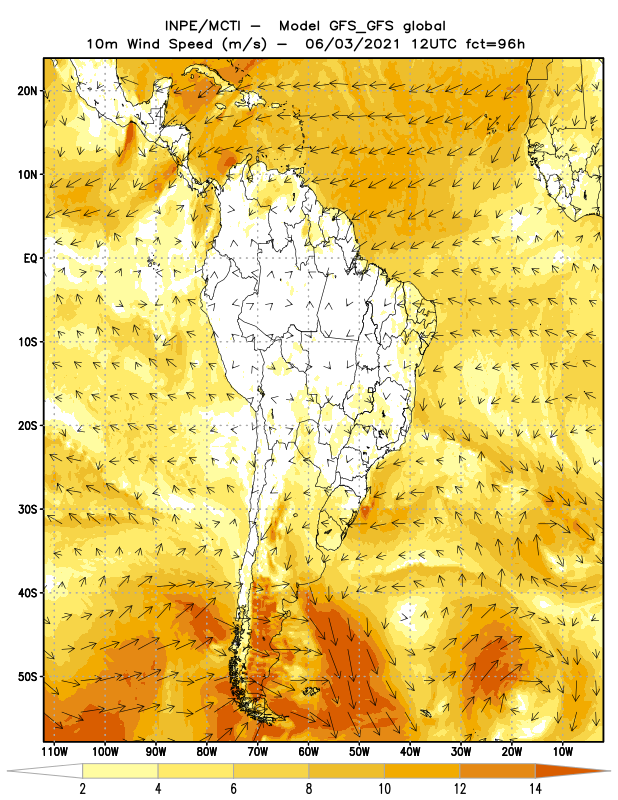 INPE/MCTI – Model GFS_GFS global
10m Wind Speed (m/s) – 06/03/2021 12UTC fct=96h
20N
10N
EQ
10S
20S
30S
40S
50S
110W 100W 90W 80W 70W 60W 50W 40W 30W 20W 10W
2 4 6 8 10 12 14